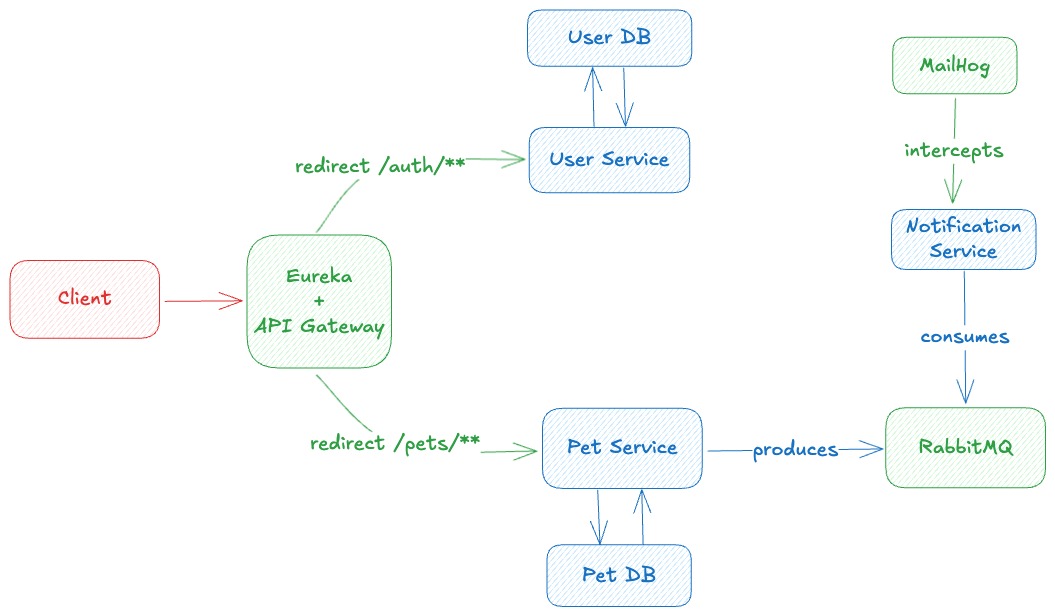 User DB
MailHog
User Service
redirect /auth/**
intercepts
Notification
Service
Client
Eureka
+
API Gateway
consumes
redirect /pets/**
Pet Service
produces
RabbitMQ
Pet DB